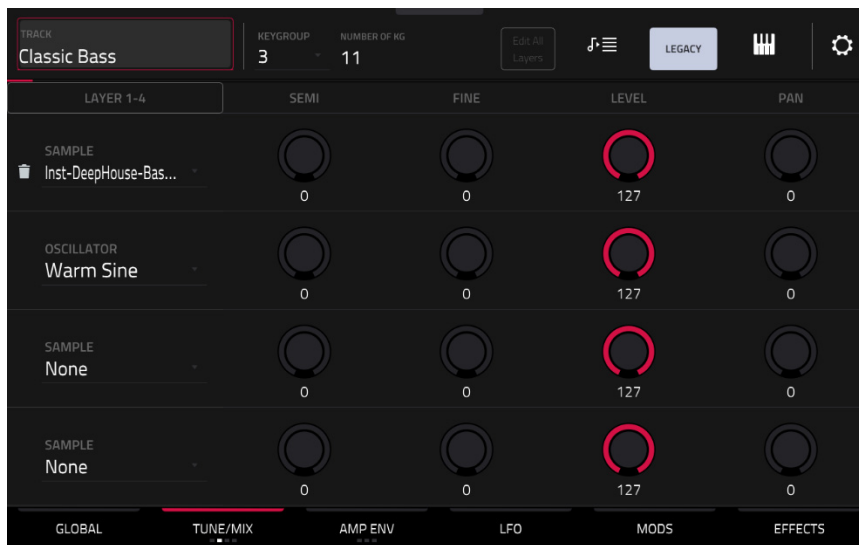 TRACK
Classic Bass
KEYGROUP
3
NUMBER OF KG
11
Edit All
Layers
LEGACY
LAYER 1-4 SEMI FINE LEVEL PAN
SAMPLE
Inst-DeepHouse-Bas...
0 0 127 0
OSCILLATOR
Warm Sine
0 0 127 0
SAMPLE
None
0 0 127 0
SAMPLE
None
0 0 127 0
GLOBAL TUNE/MIX AMP ENV LFO MODS EFFECTS